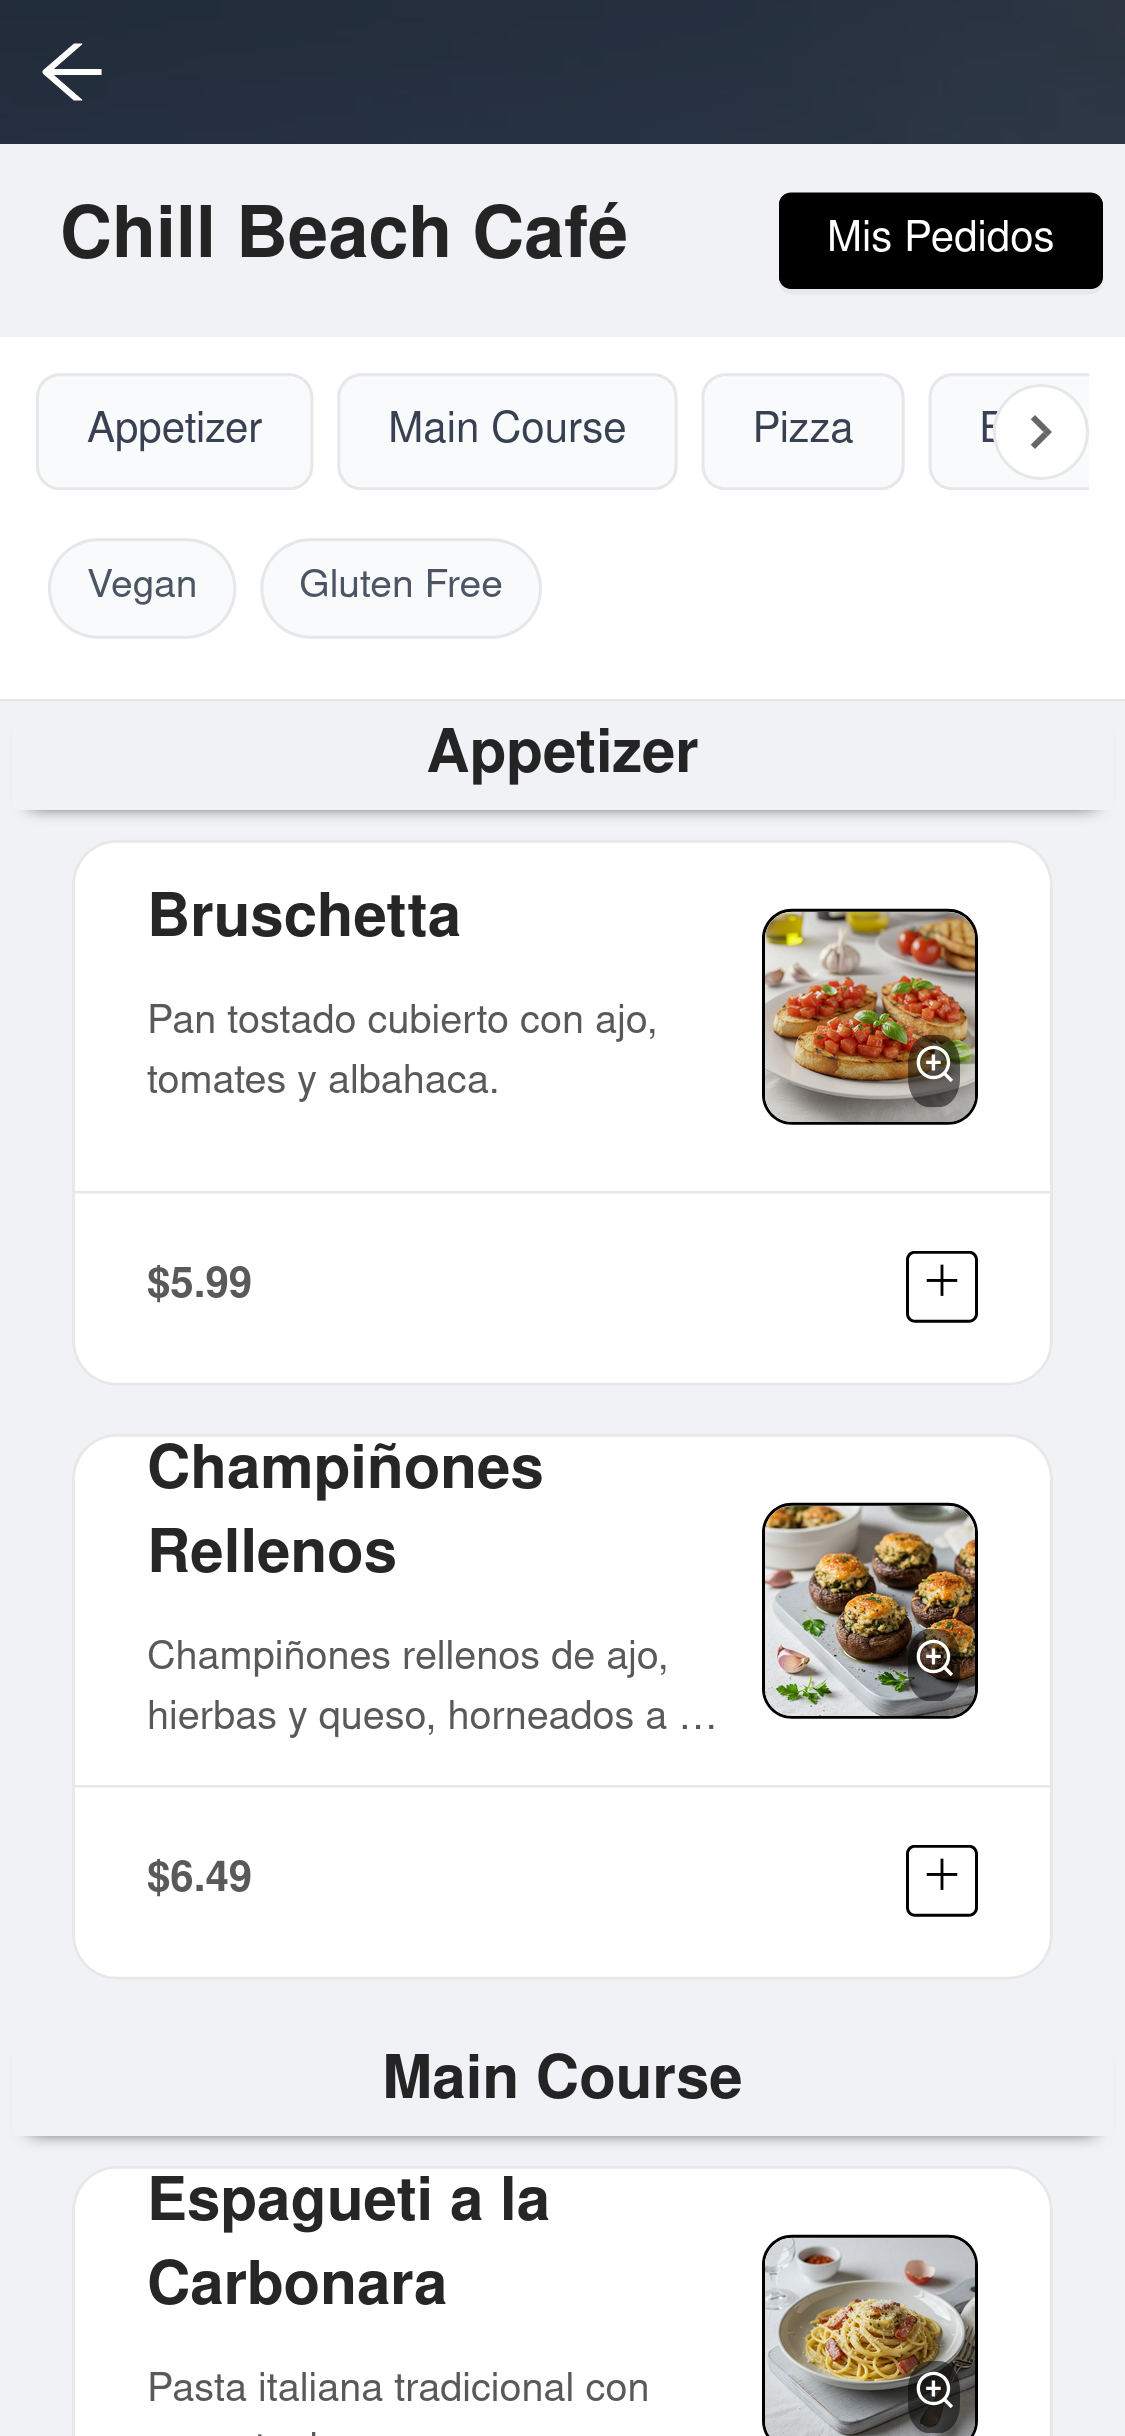 Chill Beach Café
Mis Pedidos
Appetizer
Main Course
Pizza
Vegan
Gluten Free
Appetizer
Bruschetta
Pan tostado cubierto con ajo,
tomates y albahaca.
$5.99
Champiñones
Rellenos
Champiñones rellenos de ajo,
hierbas y queso, horneados a ...
$6.49
Main Course
Espagueti a la
Carbonara
Pasta italiana tradicional con